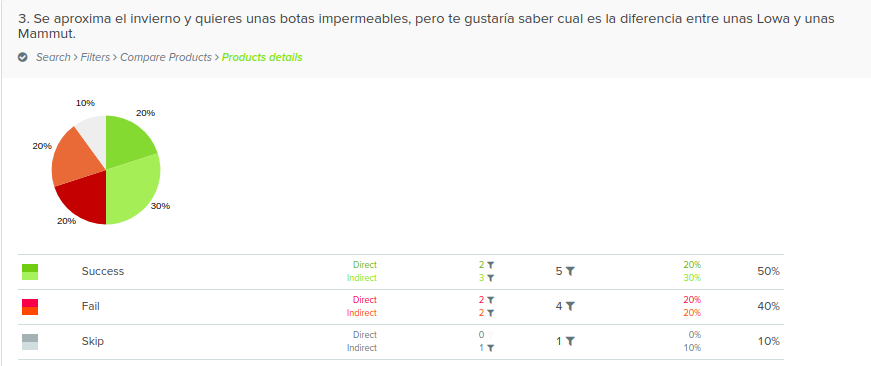 3. Se aproxima el invierno y quieres unas botas impermeables, pero te gustaría saber cual es la diferencia entre unas Lowa y unas
Mammut.
Search > Filters > Compare Products > Products details
10%
20%
20%
30%
20%
Direct 2 20%
Success 5 50%
Indirect 3 30%
Direct 2 20%
Fail 4 40%
Indirect 2 20%
Direct 0 0%
Skip 1 10%
Indirect 1 10%